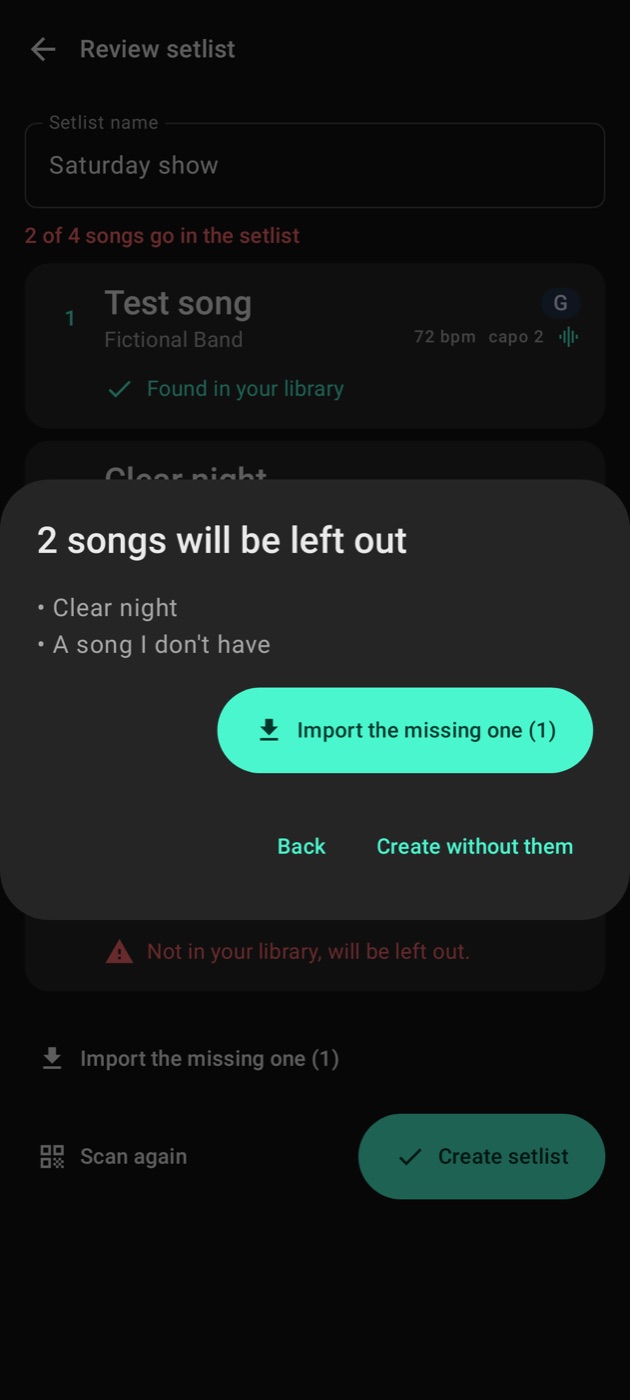 Review setlist
Setlist name
Saturday show
2 of 4 songs go in the setlist
1
Test song
G
Fictional Band
72 bpm capo 2
Found in your library
Clear night
2 songs will be left out
• Clear night
• A song I don't have
Import the missing one (1)
Back
Create without them
Not in your library, will be left out.
Import the missing one (1)
Scan again
Create setlist